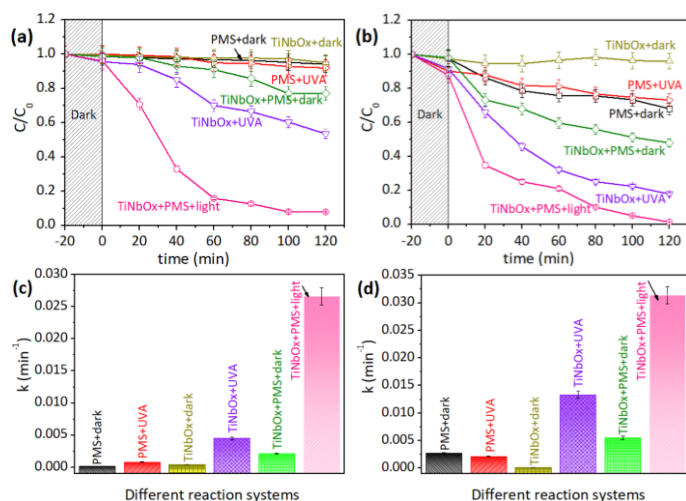 (a)
C/C0
1.2
1.0
0.8
0.6
0.4
0.2
0.0
Dark
PMS+dark
TiNbOx+dark
PMS+UVA
TiNbOx+PMS+dark
TiNbOx+UVA
TiNbOx+PMS+light
-20 0 20 40 60 80 100 120
time (min)
(b)
C/C0
1.2
1.0
0.8
0.6
0.4
0.2
0.0
Dark
TiNbOx+dark
PMS+UVA
PMS+dark
TiNbOx+PMS+dark
TiNbOx+UVA
TiNbOx+PMS+light
-20 0 20 40 60 80 100 120
time (min)
(c)
k (min-1)
0.030
0.025
0.020
0.015
0.010
0.005
0.000
PMS+dark
PMS+UVA
TiNbOx+dark
TiNbOx+UVA
TiNbOx+PMS+dark
TiNbOx+PMS+light
Different reaction systems
(d)
k (min-1)
0.035
0.030
0.025
0.020
0.015
0.010
0.005
0.000
PMS+dark
PMS+UVA
TiNbOx+dark
TiNbOx+UVA
TiNbOx+PMS+dark
TiNbOx+PMS+light
Different reaction systems